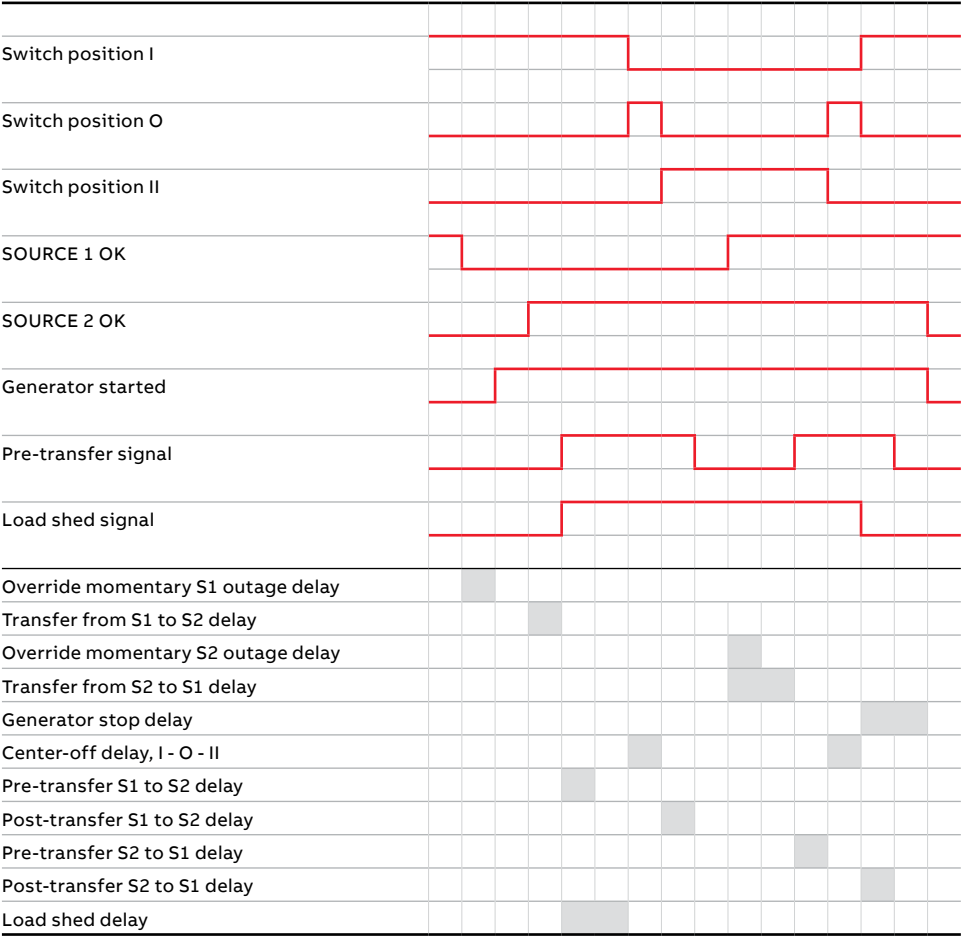 Switch position I
Switch position O
Switch position II
SOURCE 1 OK
SOURCE 2 OK
Generator started
Pre-transfer signal
Load shed signal
Override momentary S1 outage delay
Transfer from S1 to S2 delay
Override momentary S2 outage delay
Transfer from S2 to S1 delay
Generator stop delay
Center-off delay, I - O - II
Pre-transfer S1 to S2 delay
Post-transfer S1 to S2 delay
Pre-transfer S2 to S1 delay
Post-transfer S2 to S1 delay
Load shed delay